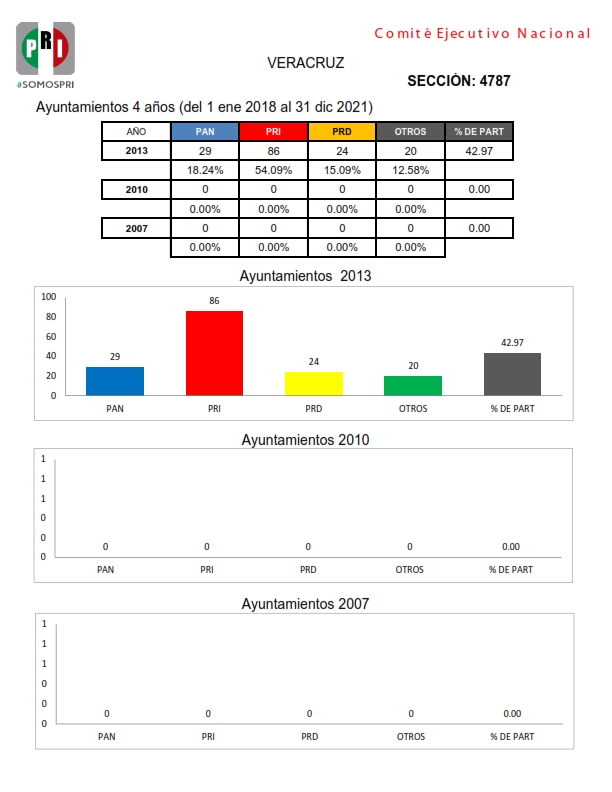 Comité Ejecutivo Nacional
PRI
#SOMOSPRI
VERACRUZ
SECCIÓN: 4787
Ayuntamientos 4 años (del 1 ene 2018 al 31 dic 2021)
AÑO PAN PRI PRD OTROS % DE PART
2013 29 86 24 20 42.97
18.24% 54.09% 15.09% 12.58%
2010 0 0 0 0 0.00
0.00% 0.00% 0.00% 0.00%
2007 0 0 0 0 0.00
0.00% 0.00% 0.00% 0.00%
Ayuntamientos 2013
100
80
60
40
20
0
29 86 24 20 42.97
PAN PRI PRD OTROS % DE PART
Ayuntamientos 2010
1
1
1
0
0
0
0 0 0 0 0.00
PAN PRI PRD OTROS % DE PART
Ayuntamientos 2007
1
1
1
0
0
0
0 0 0 0 0.00
PAN PRI PRD OTROS % DE PART